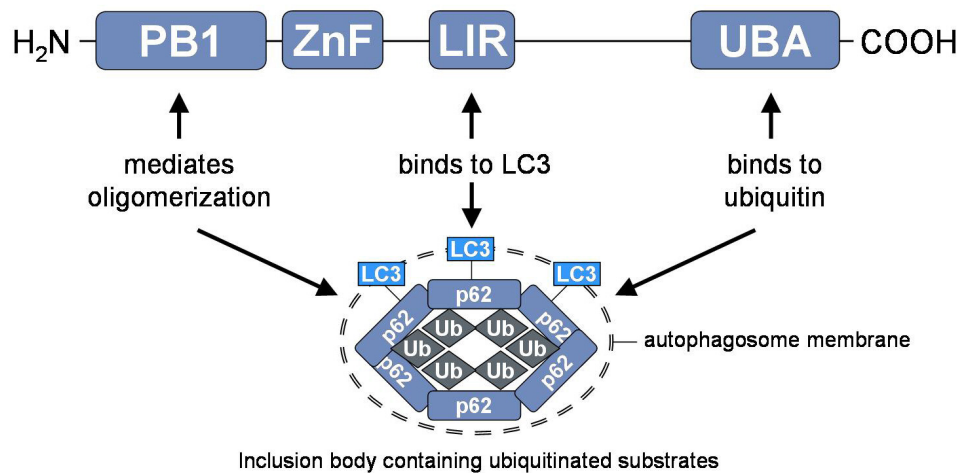 H₂N PB1 ZnF LIR UBA COOH
mediates
oligomerization
binds to LC3
binds to
ubiquitin
LC3
LC3 LC3
p62
p62 p62
Ub Ub
Ub Ub
Ub Ub
p62 p62
p62
autophagosome membrane
Inclusion body containing ubiquitinated substrates